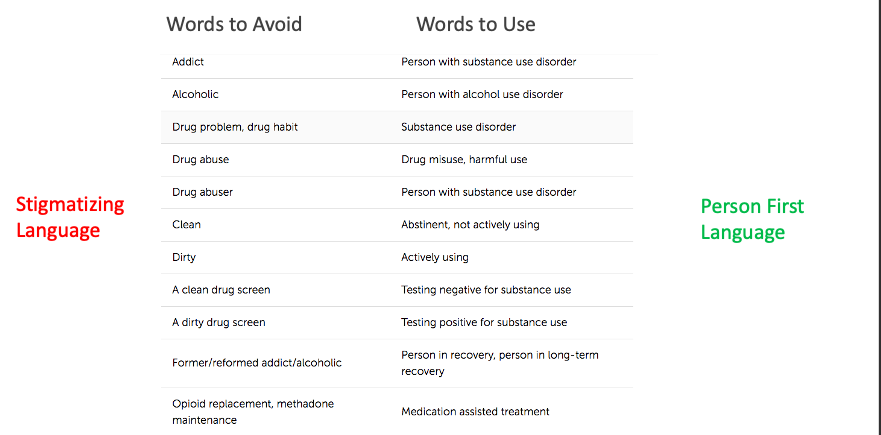 Words to Avoid Words to Use
Addict Person with substance use disorder
Alcoholic Person with alcohol use disorder
Drug problem, drug habit Substance use disorder
Drug abuse Drug misuse, harmful use
Drug abuser Person with substance use disorder
Stigmatizing
Language
Person First
Language
Clean Abstinent, not actively using
Dirty Actively using
A clean drug screen Testing negative for substance use
A dirty drug screen Testing positive for substance use
Former/reformed addict/alcoholic Person in recovery, person in long-term
recovery
Opioid replacement, methadone
maintenance
Medication assisted treatment